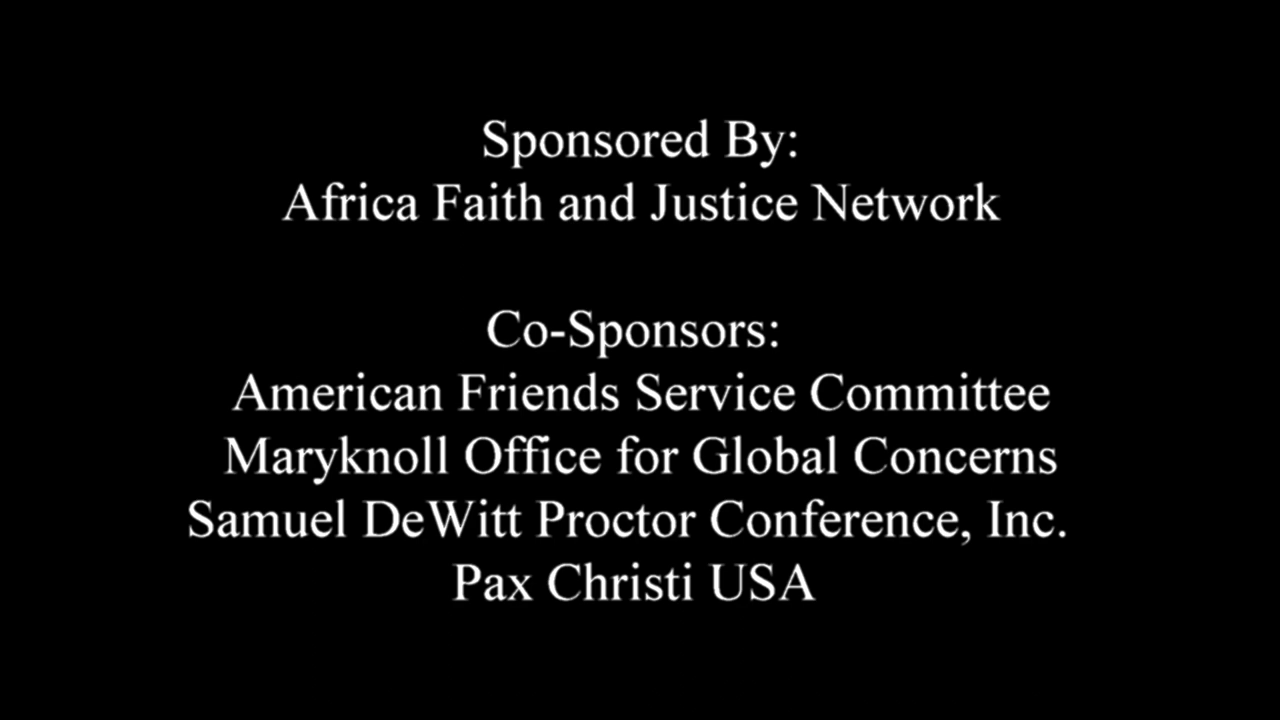 Sponsored By:
Africa Faith and Justice Network
Co-Sponsors:
American Friends Service Committee
Maryknoll Office for Global Concerns
Samuel DeWitt Proctor Conference, Inc.
Pax Christi USA